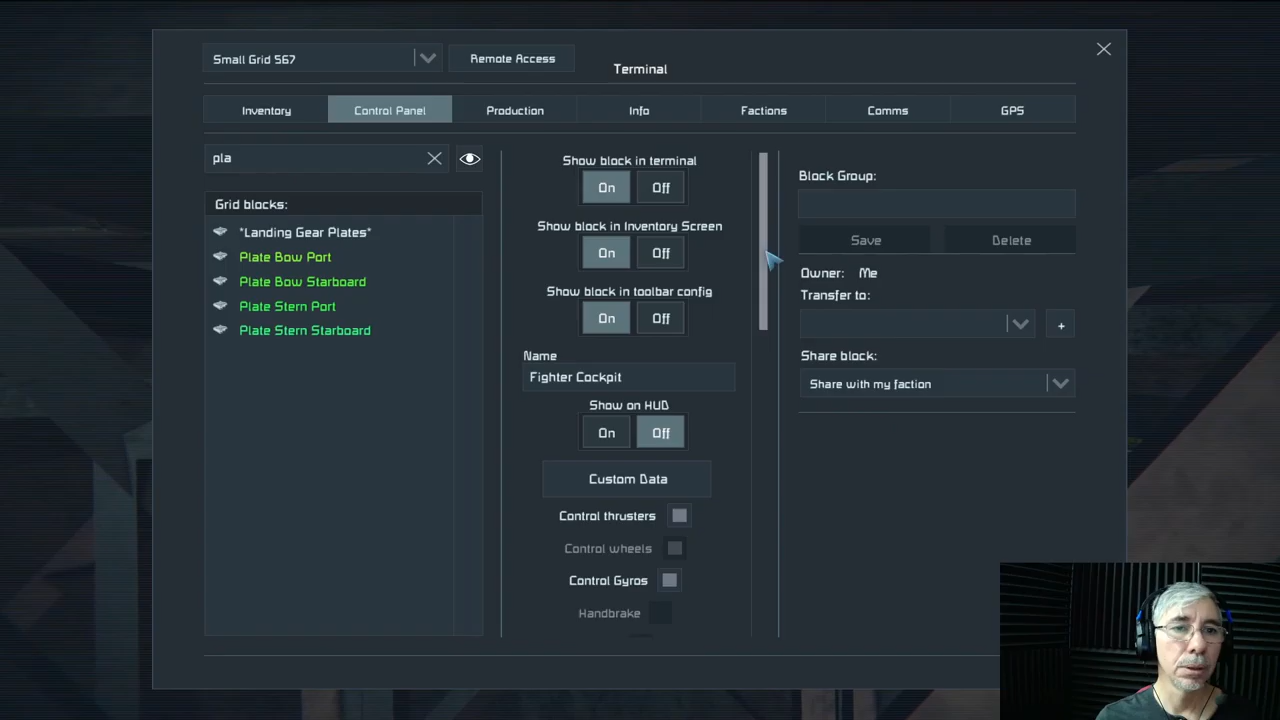 Small Grid 567
Remote Access
Terminal
Inventory
Control Panel
Production
Info
Factions
Comms
GPS
pla
Grid blocks:
*Landing Gear Plates*
Plate Bow Port
Plate Bow Starboard
Plate Stern Port
Plate Stern Starboard
Show block in terminal
On Off
Show block in Inventory Screen
On Off
Show block in toolbar config
On Off
Name
Fighter Cockpit
Show on HUD
On Off
Custom Data
Control thrusters
Control wheels
Control Gyros
Handbrake
Block Group:
Save
Delete
Owner: Me
Transfer to:
+
Share block:
Share with my faction